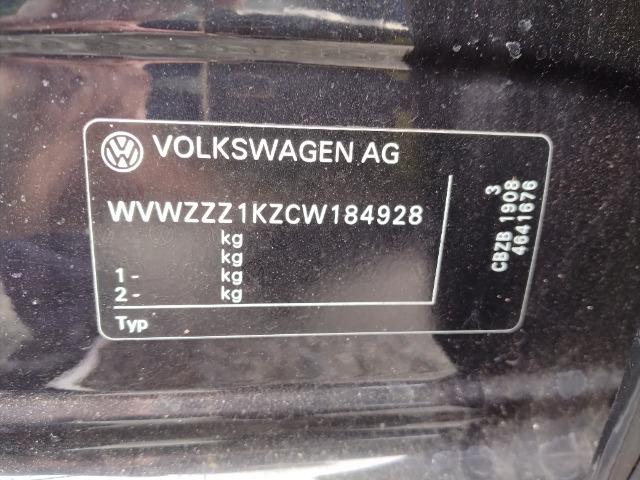 VOLKSWAGEN AG
WVWZZZ1KZCW184928
kg
kg
1- kg
2- kg
Typ
3
CBZB 1908
4641676